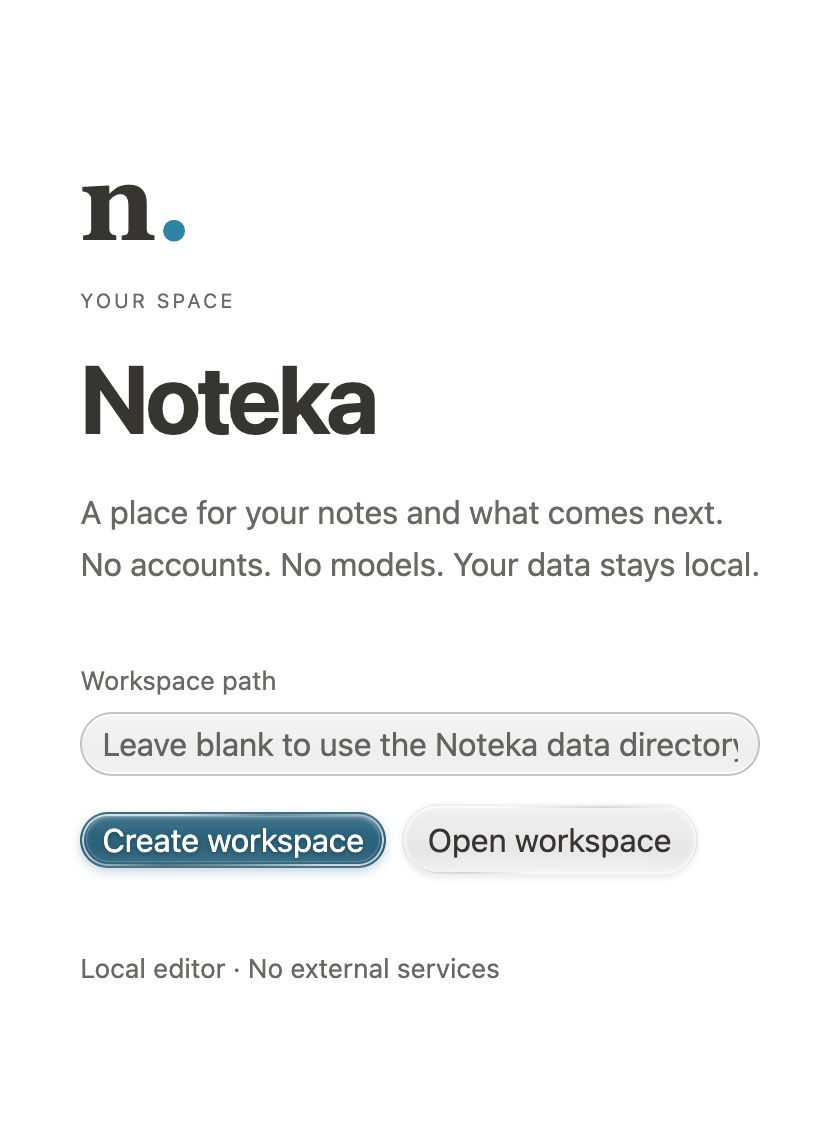 n.
YOUR SPACE
Noteka
A place for your notes and what comes next.
No accounts. No models. Your data stays local.
Workspace path
Leave blank to use the Noteka data directory
Create workspace
Open workspace
Local editor · No external services